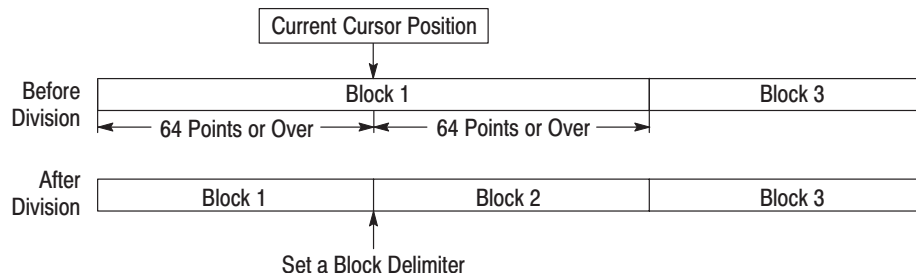 Current Cursor Position
Before
Division
Block 1
Block 3
64 Points or Over
64 Points or Over
After
Division
Block 1
Block 2
Block 3
Set a Block Delimiter